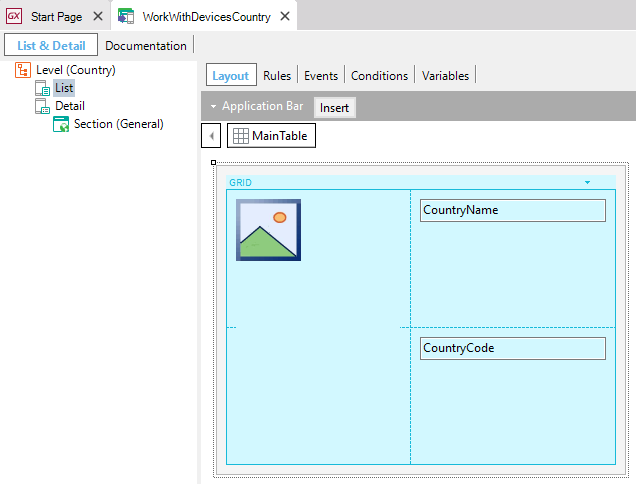 GX Start Page WorkWithDevicesCountry
List & Detail Documentation
Level (Country)
List
Detail
Section (General)
Layout Rules Events Conditions Variables
Application Bar Insert
MainTable
GRID
CountryName
CountryCode